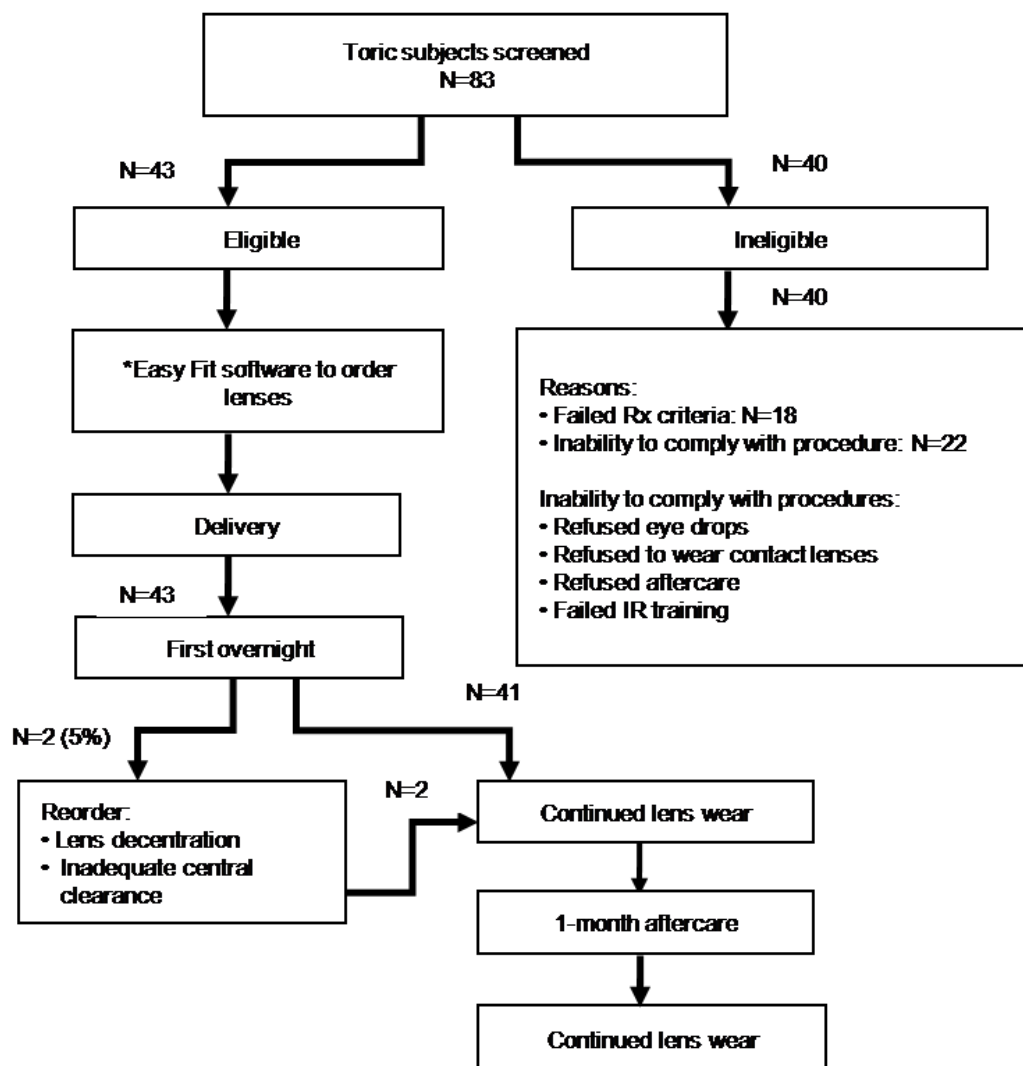 Toric subjects screened
N=83
N=43
N=40
Eligible
Ineligible
N=40
*Easy Fit software to order
lenses
Reasons:
• Failed Rx criteria: N=18
• Inability to comply with procedure: N=22
Inability to comply with procedures:
• Refused eye drops
• Refused to wear contact lenses
• Refused aftercare
• Failed IR training
Delivery
N=43
First overnight
N=41
N=2 (5%)
Reorder:
• Lens decentration
• Inadequate central
clearance
N=2
Continued lens wear
1-month aftercare
Continued lens wear